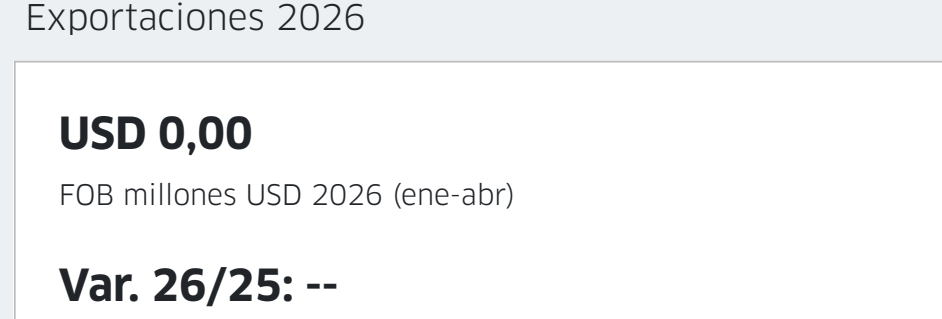 Exportaciones 2026
USD 0,00
FOB millones USD 2026 (ene-abr)
Var. 26/25: --